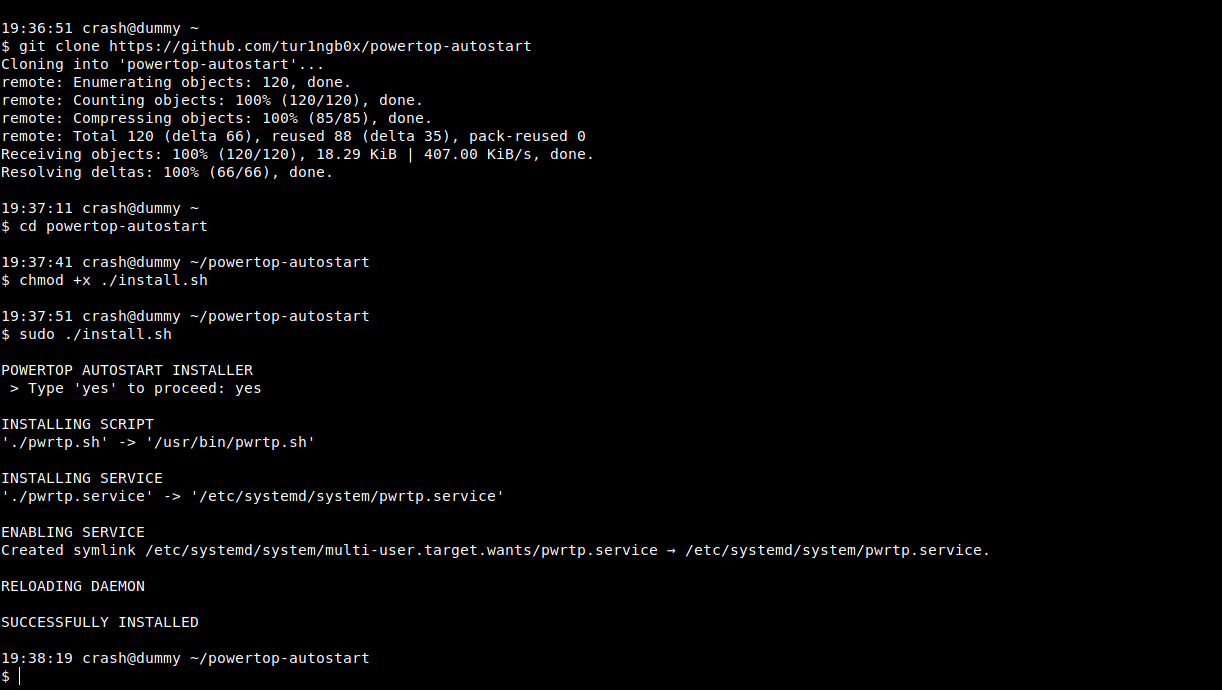 19:36:51 crash@dummy ~
$ git clone https://github.com/tur1ngb0x/powertop-autostart
Cloning into 'powertop-autostart'...
remote: Enumerating objects: 120, done.
remote: Counting objects: 100% (120/120), done.
remote: Compressing objects: 100% (85/85), done.
remote: Total 120 (delta 66), reused 88 (delta 35), pack-reused 0
Receiving objects: 100% (120/120), 18.29 KiB | 407.00 KiB/s, done.
Resolving deltas: 100% (66/66), done.
19:37:11 crash@dummy ~
$ cd powertop-autostart
19:37:41 crash@dummy ~/powertop-autostart
$ chmod +x ./install.sh
19:37:51 crash@dummy ~/powertop-autostart
$ sudo ./install.sh
POWERTOP AUTOSTART INSTALLER
 > Type 'yes' to proceed: yes
INSTALLING SCRIPT
'./pwrtp.sh' -> '/usr/bin/pwrtp.sh'
INSTALLING SERVICE
'./pwrtp.service' -> '/etc/systemd/system/pwrtp.service'
ENABLING SERVICE
Created symlink /etc/systemd/system/multi-user.target.wants/pwrtp.service → /etc/systemd/system/pwrtp.service.
RELOADING DAEMON
SUCCESSFULLY INSTALLED
19:38:19 crash@dummy ~/powertop-autostart
$